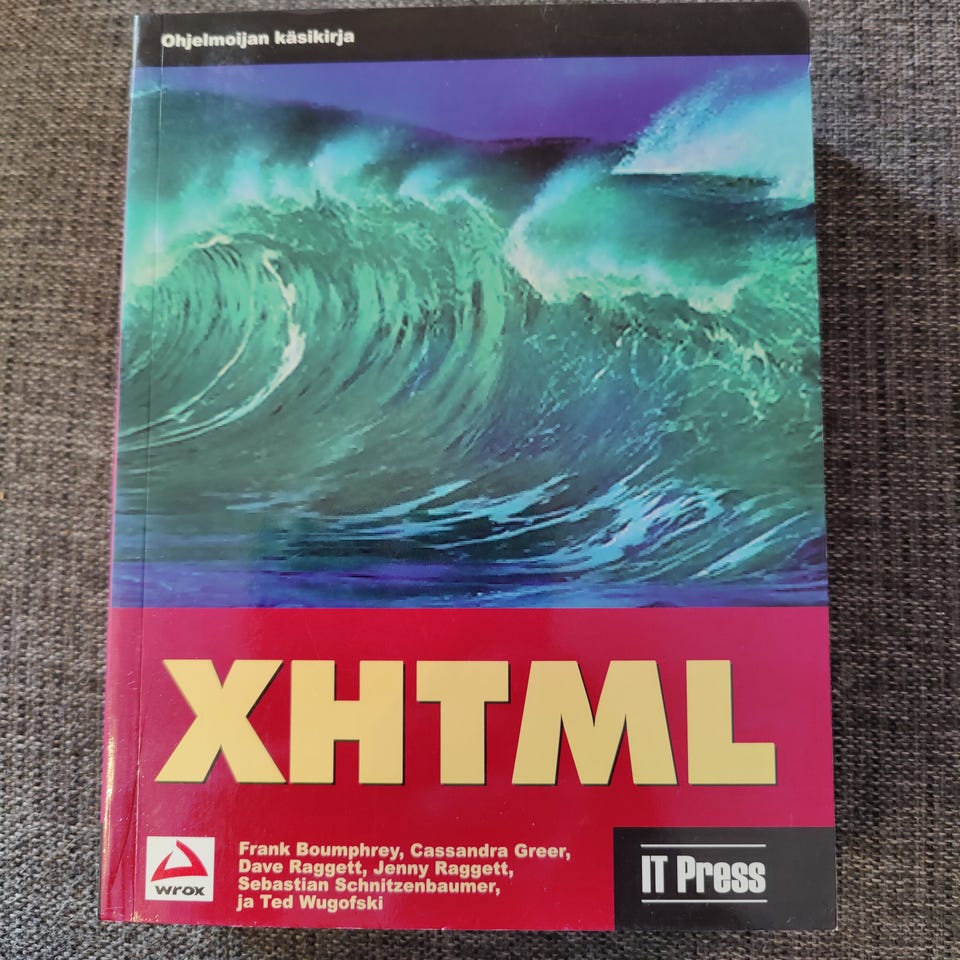 Ohjelmoijan käsikirja
XHTML
Frank Boumphrey, Cassandra Greer,
Dave Raggett, Jenny Raggett,
Sebastian Schnitzenbaumer,
ja Ted Wugofski
wrox
IT Press